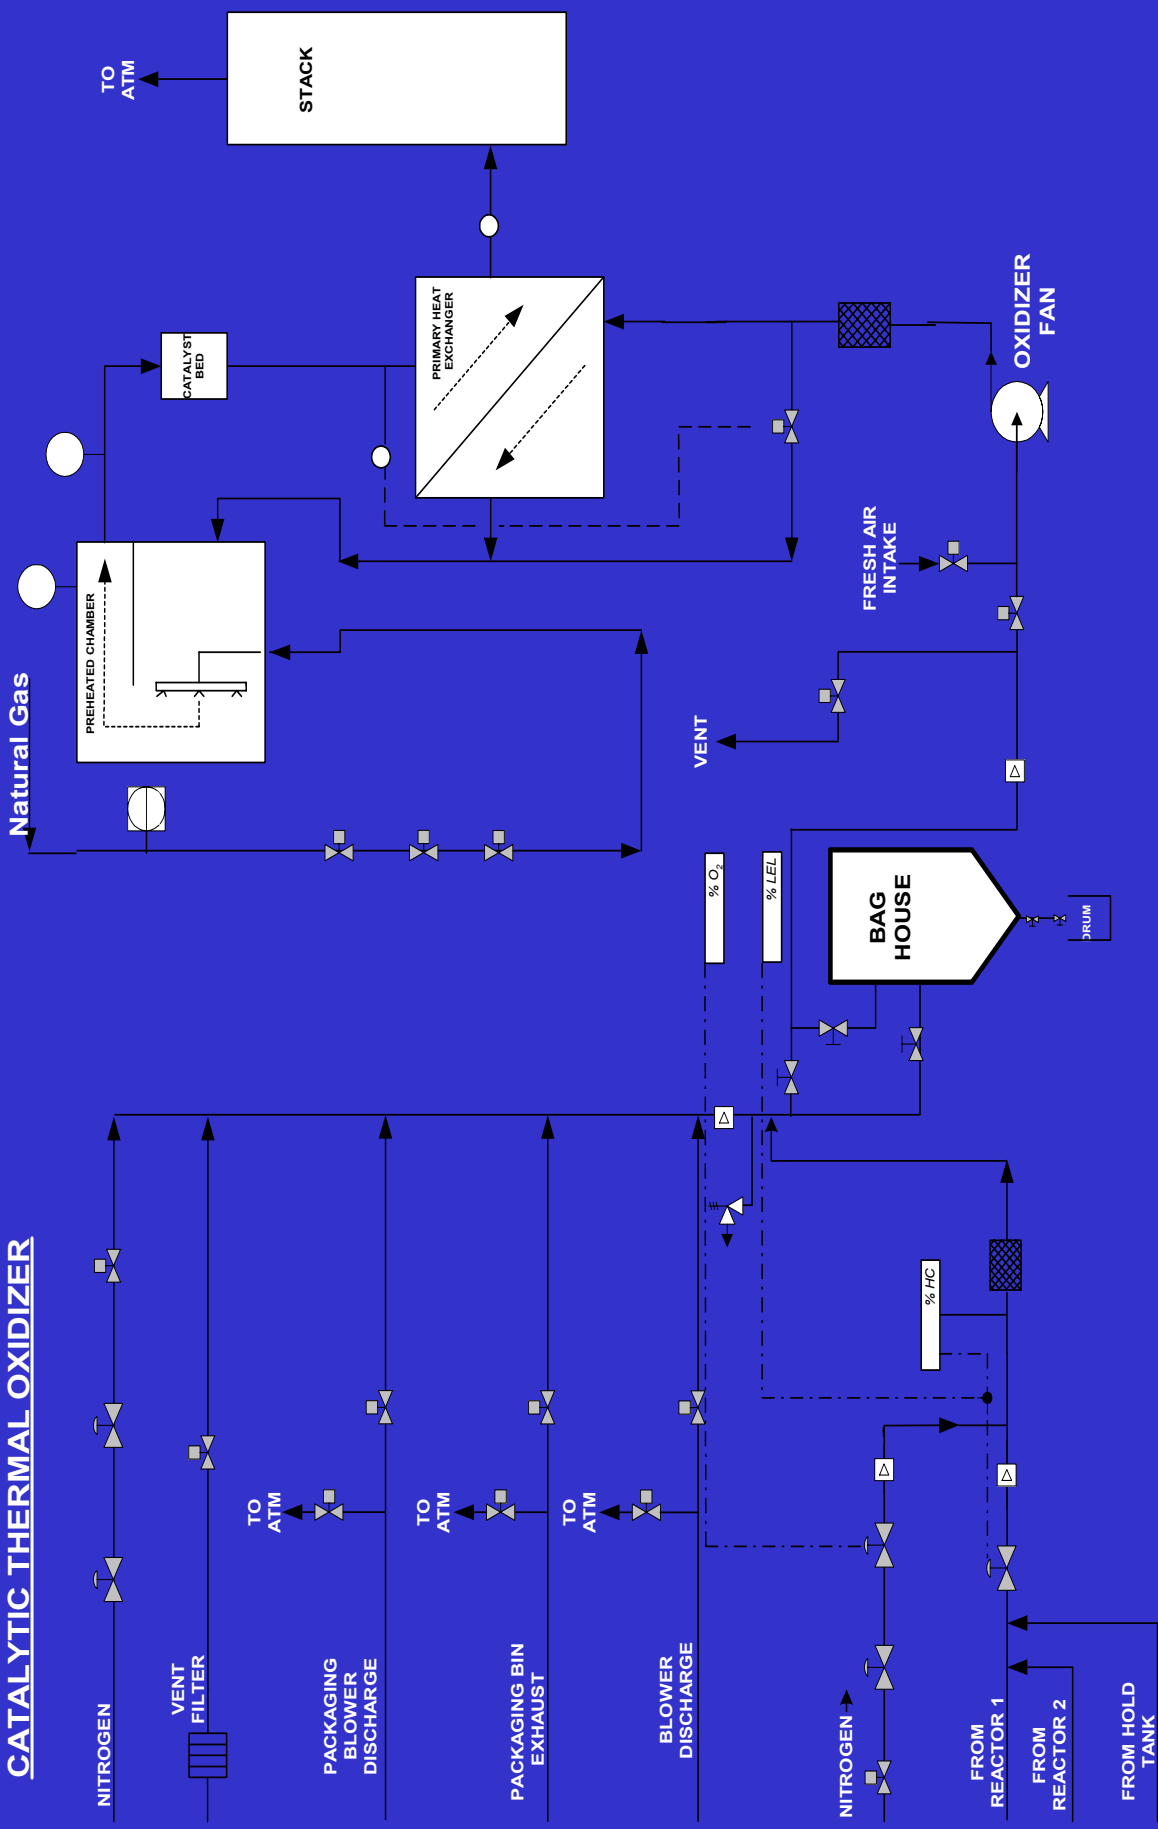 CATALYTIC THERMAL OXIDIZER
NITROGEN
VENT
FILTER
PACKAGING
BLOWER
DISCHARGE
TO
ATM
PACKAGING BIN
EXHAUST
TO
ATM
BLOWER
DISCHARGE
TO
ATM
NITROGEN
FROM
REACTOR 1
FROM
REACTOR 2
FROM HOLD
TANK
% HC
% O2
% LEL
BAG
HOUSE
DRUM
VENT
FRESH AIR
INTAKE
OXIDIZER
FAN
Natural Gas
PREHEATED CHAMBER
CATALYST
BED
PRIMARY HEAT
EXCHANGER
STACK
TO
ATM